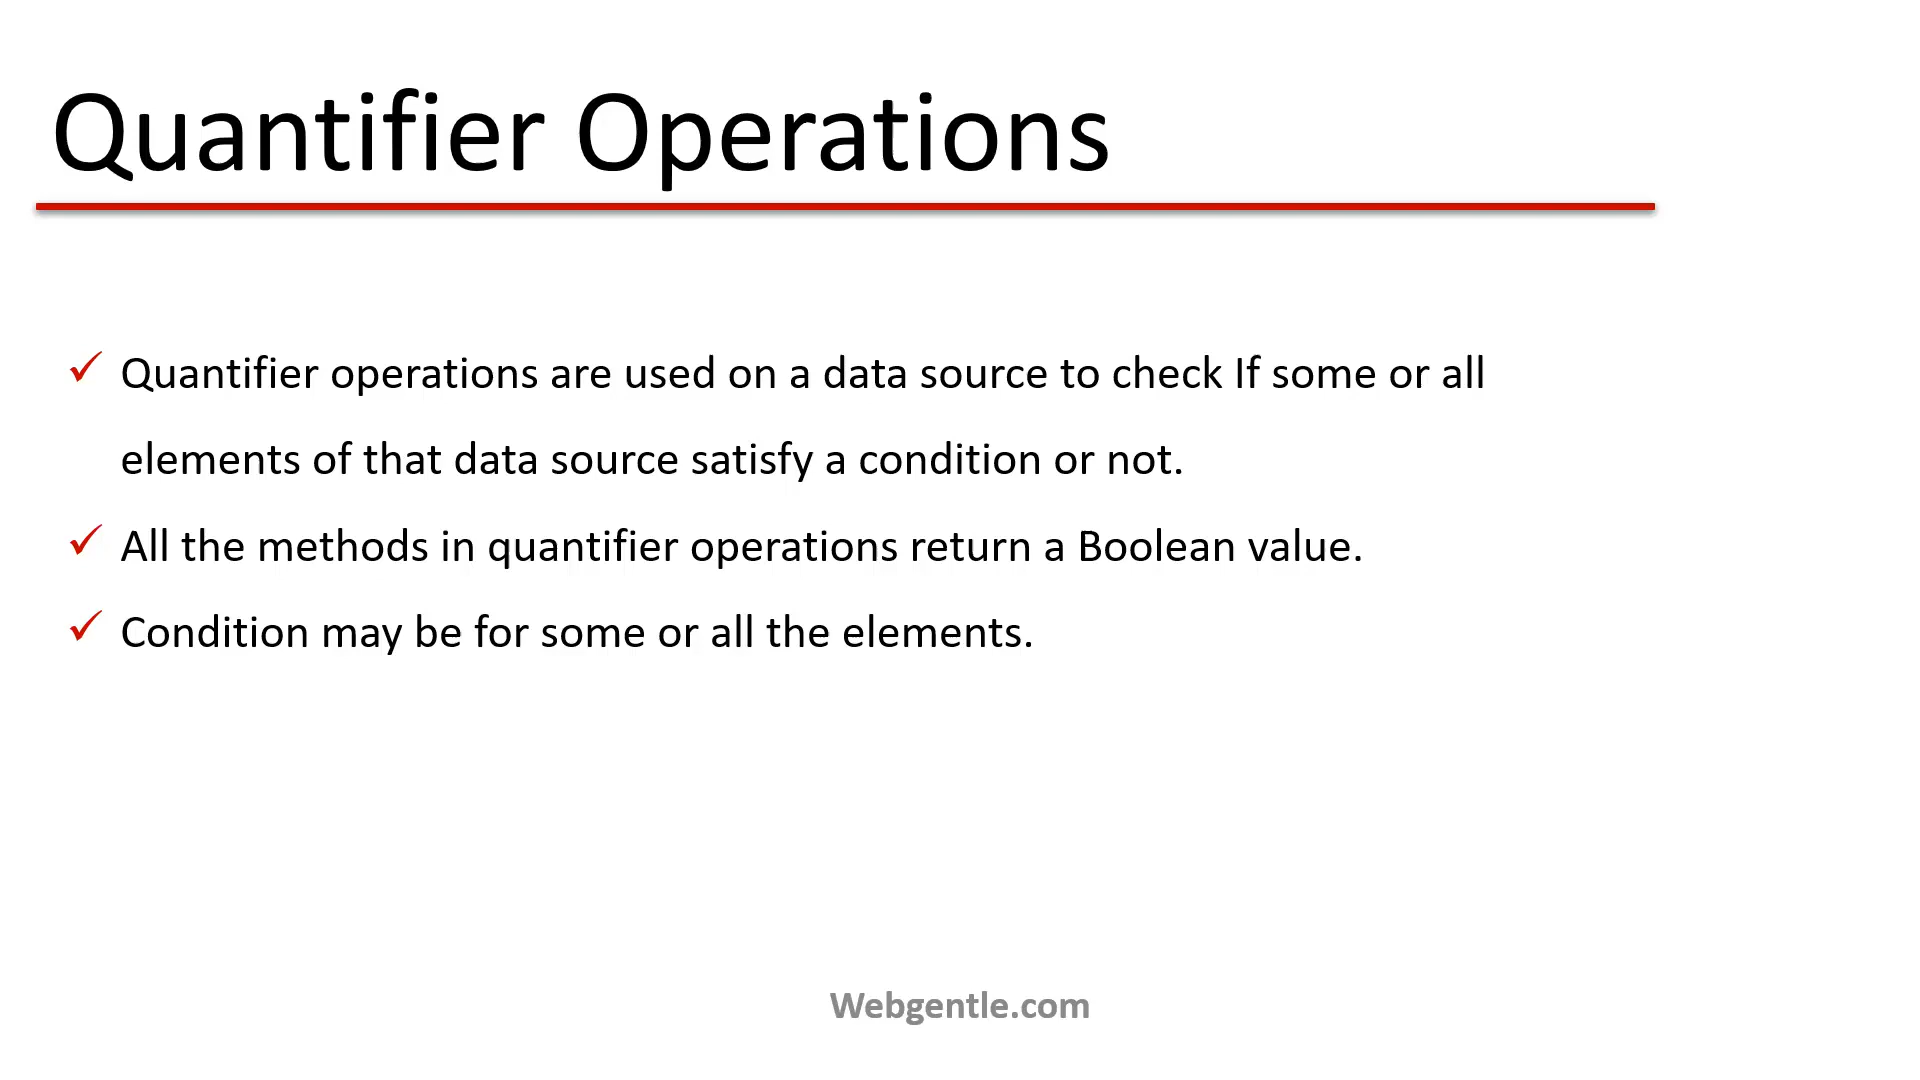 Quantifier Operations
✓ Quantifier operations are used on a data source to check If some or all
elements of that data source satisfy a condition or not.
✓ All the methods in quantifier operations return a Boolean value.
✓ Condition may be for some or all the elements.
Webgentle.com